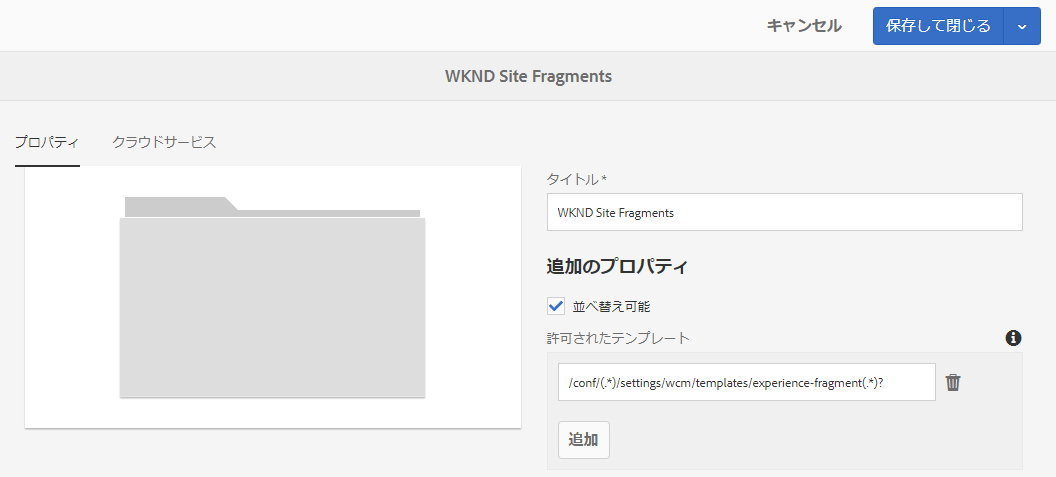 キャンセル
保存して閉じる
WKND Site Fragments
プロパティ
クラウドサービス
タイトル*
WKND Site Fragments
追加のプロパティ
並べ替え可能
許可されたテンプレート
/conf/(.*)/settings/wcm/templates/experience-fragment(.*)?
追加